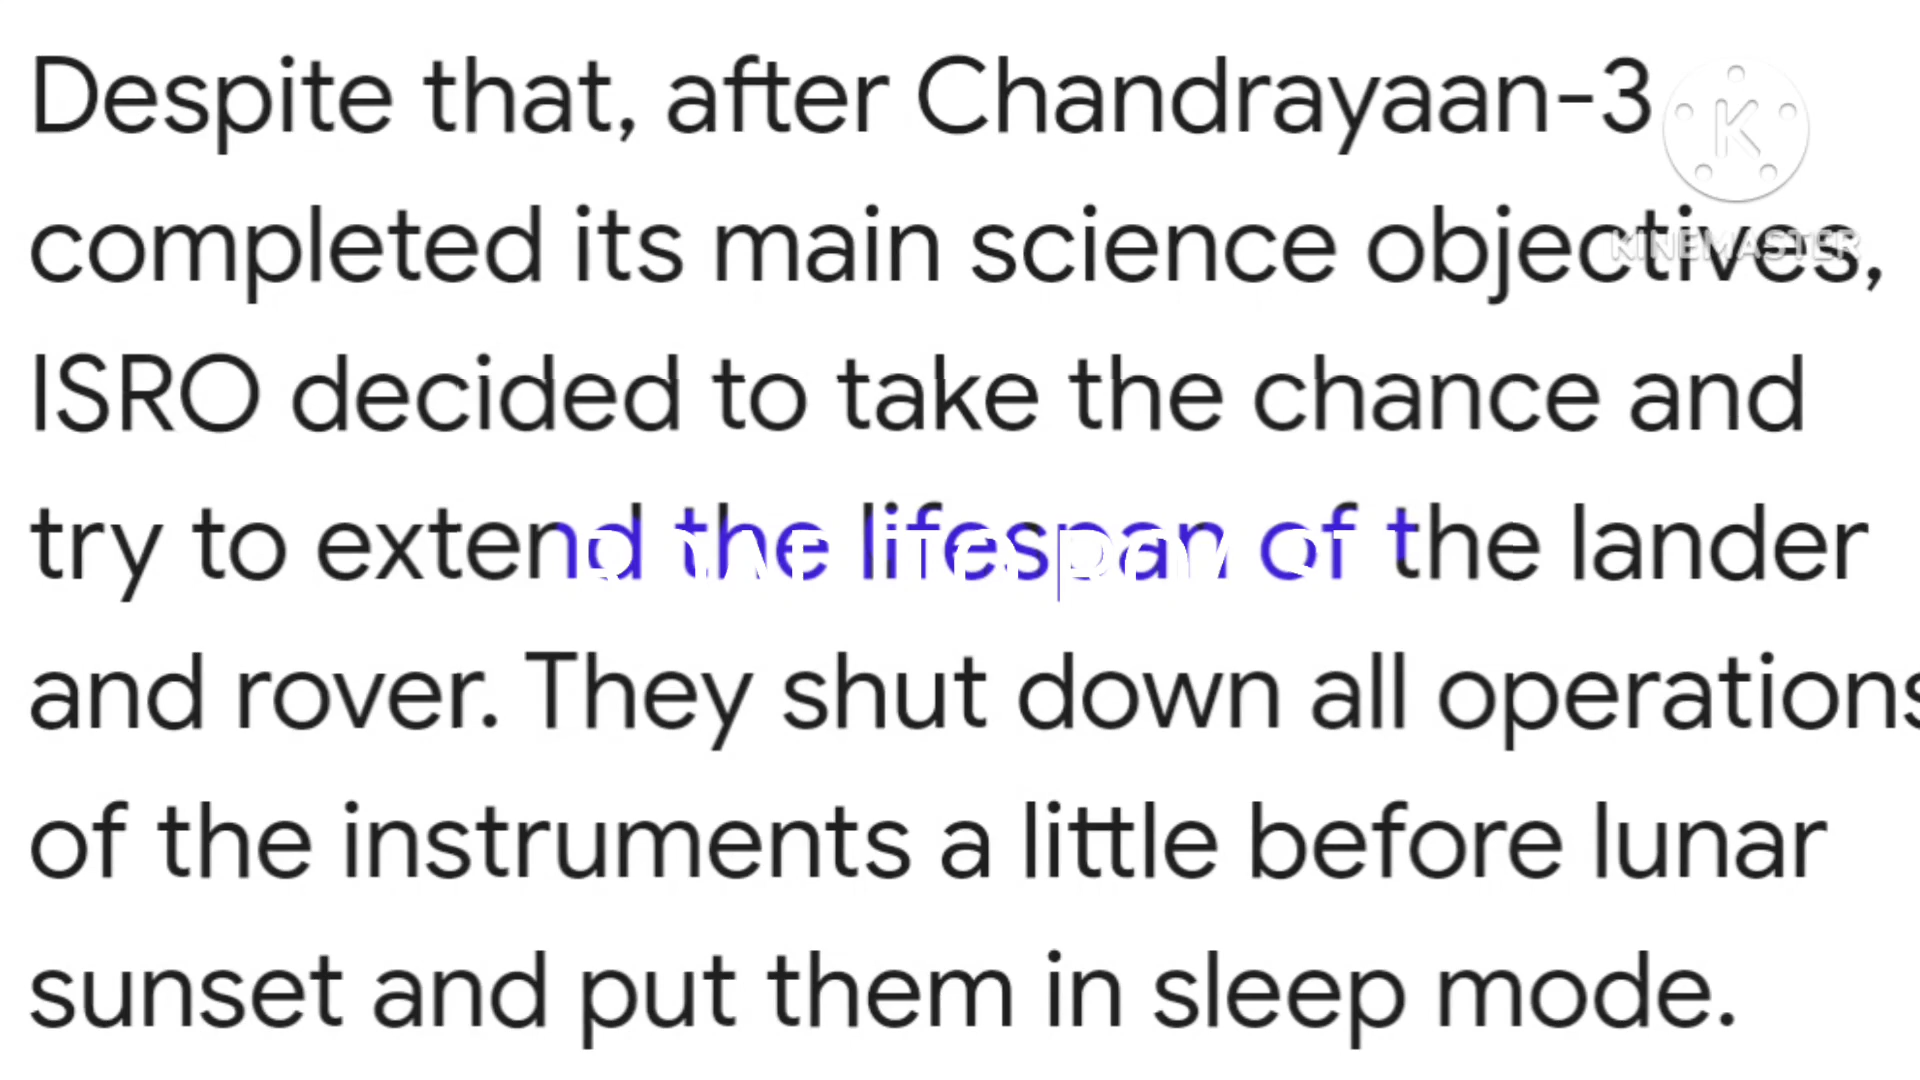 Despite that, after Chandrayaan-3
completed its main science objectives,
ISRO decided to take the chance and
try to extend the lifespan of the lander
and rover. They shut down all operations
of the instruments a little before lunar
sunset and put them in sleep mode.
K
KINEMASTER